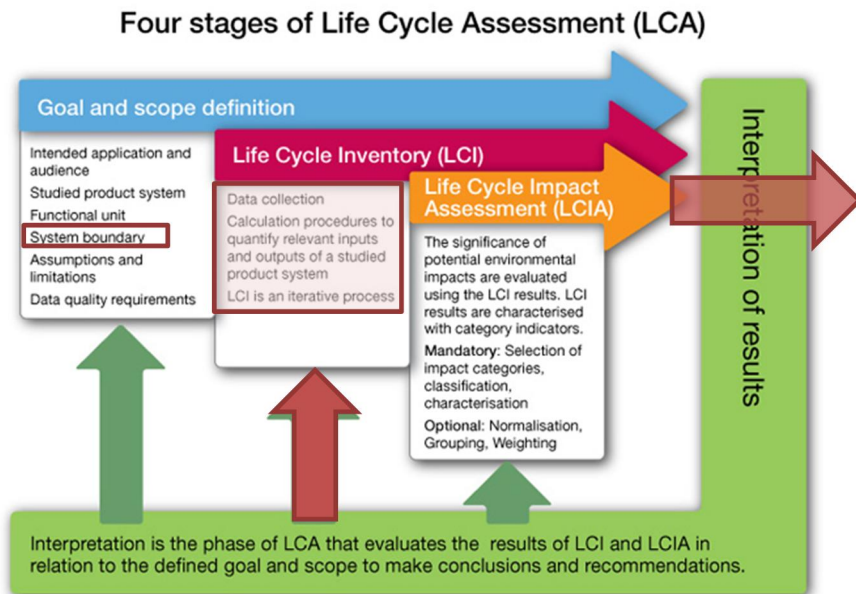 Four stages of Life Cycle Assessment (LCA)
Goal and scope definition
Intended application and
audience
Studied product system
Functional unit
System boundary
Assumptions and
limitations
Data quality requirements
Life Cycle Inventory (LCI)
Data collection
Calculation procedures to
quantify relevant inputs
and outputs of a studied
product system
LCI is an iterative process
Life Cycle Impact
Assessment (LCIA)
The significance of
potential environmental
impacts are evaluated
using the LCI results. LCI
results are characterised
with category indicators.
Mandatory: Selection of
impact categories,
classification,
characterisation
Optional: Normalisation,
Grouping, Weighting
Interpretation of results
Interpretation is the phase of LCA that evaluates the results of LCI and LCIA in
relation to the defined goal and scope to make conclusions and recommendations.